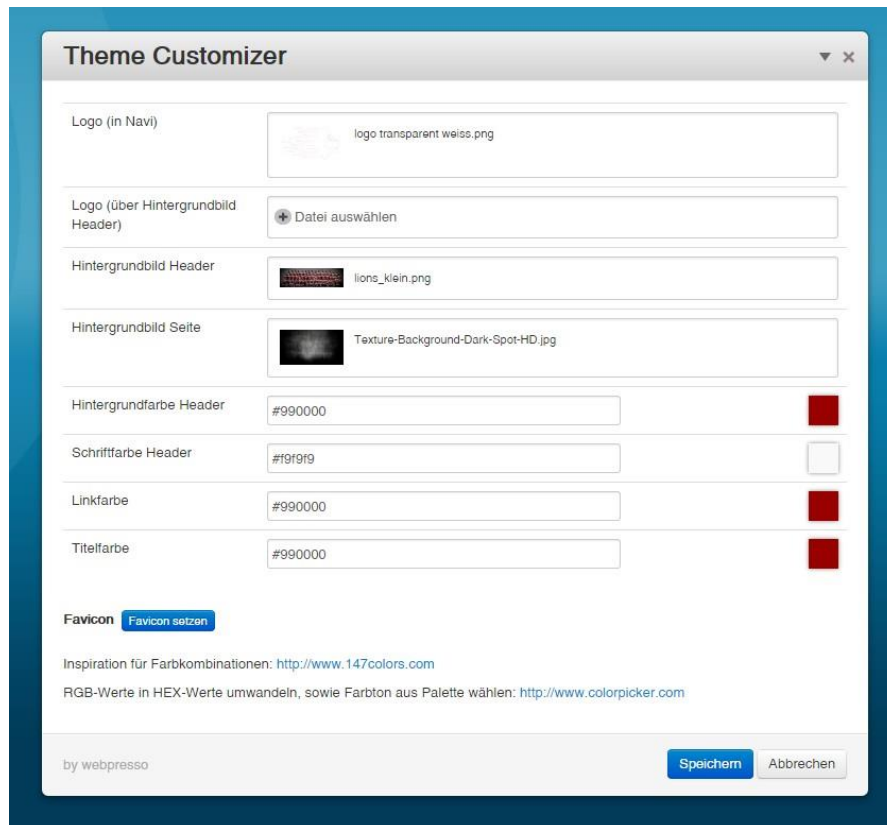 Theme Customizer
Logo (in Navi)
logo transparent weiss.png
Logo (über Hintergrundbild
Header)
Datei auswählen
Hintergrundbild Header
lions_klein.png
Hintergrundbild Seite
Texture-Background-Dark-Spot-HD.jpg
Hintergrundfarbe Header
#990000
Schriftfarbe Header
#f9f9f9
Linkfarbe
#990000
Titelfarbe
#990000
Favicon Favicon setzen
Inspiration für Farbkombinationen: http://www.147colors.com
RGB-Werte in HEX-Werte umwandeln, sowie Farbton aus Palette wählen: http://www.colorpicker.com
by webpresso
Speichern Abbrechen